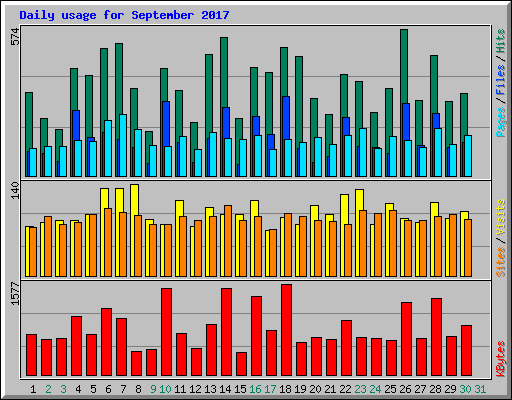 Daily usage for September 2017
574
Pages/Files/Hits
140
Sites/Visits
1577
KBytes
1 2 3 4 5 6 7 8 9 10 11 12 13 14 15 16 17 18 19 20 21 22 23 24 25 26 27 28 29 30 31